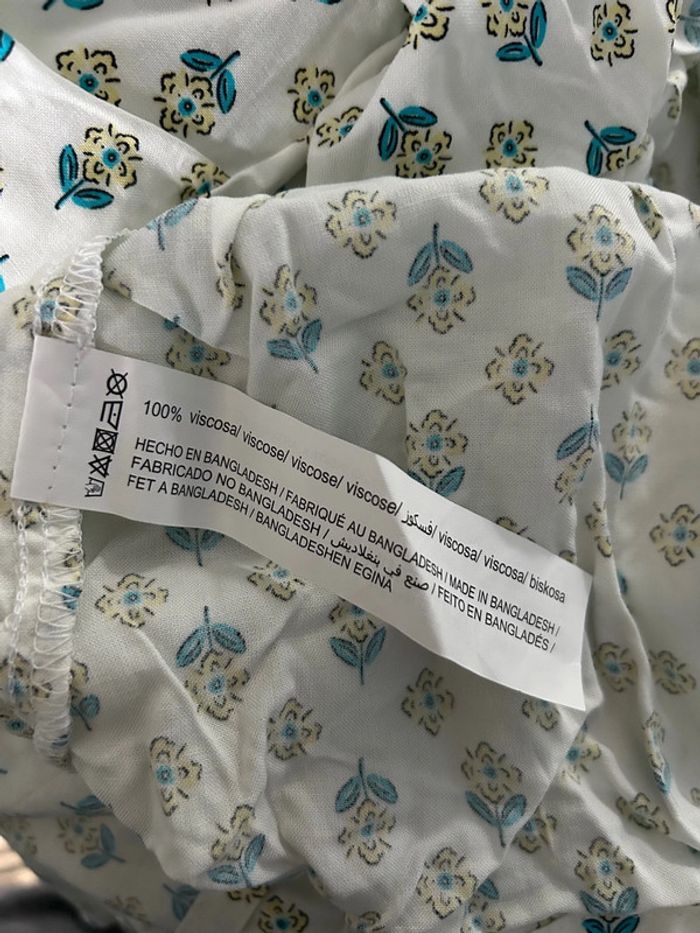 100% viscosa/ viscose/ viscose/ viscose/ فسكوز/ viscosa/ viscosa/ biskosa
HECHO EN BANGLADESH / FABRIQUÉ AU BANGLADESH / MADE IN BANGLADESH /
FABRICADO NO BANGLADESH / صنع في بنغلاديش / FEITO EN BANGLADÉS /
FET A BANGLADESH / BANGLADESHEN EGINA